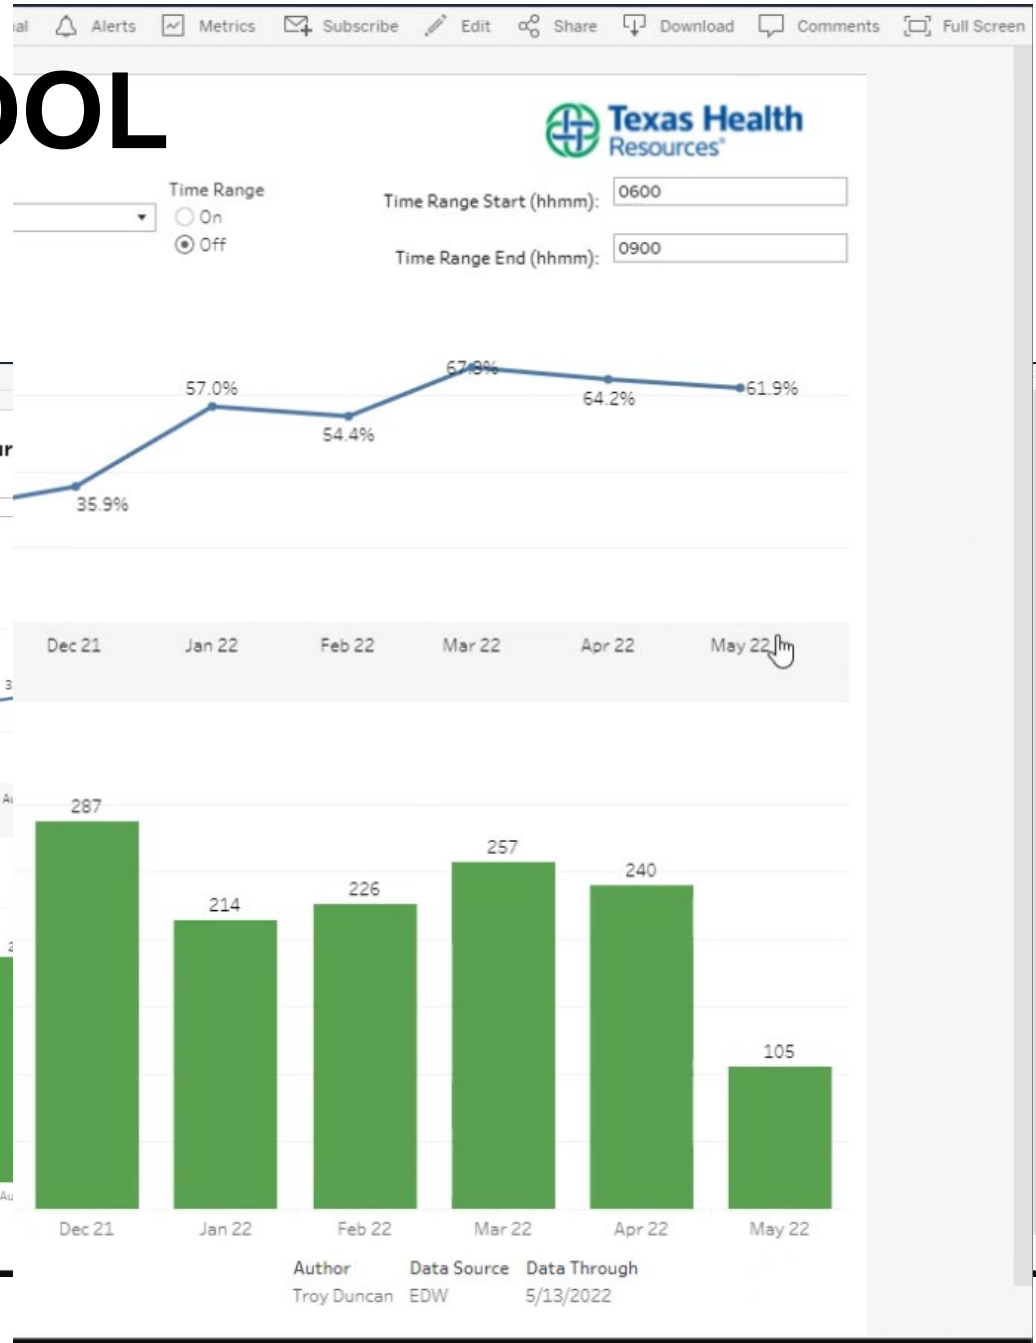 Alerts Metrics Subscribe Edit Share Download Comments Full Screen
OOL
Texas Health
Resources®
Time Range
On
Off
Time Range Start (hhmm): 0600
Time Range End (hhmm): 0900
57.0%
54.4%
64.2%
61.9%
35.9%
Dec 21 Jan 22 Feb 22 Mar 22 Apr 22 May 22
287
214
226
257
240
105
Dec 21 Jan 22 Feb 22 Mar 22 Apr 22 May 22
Author Data Source Data Through
Troy Duncan EDW 5/13/2022